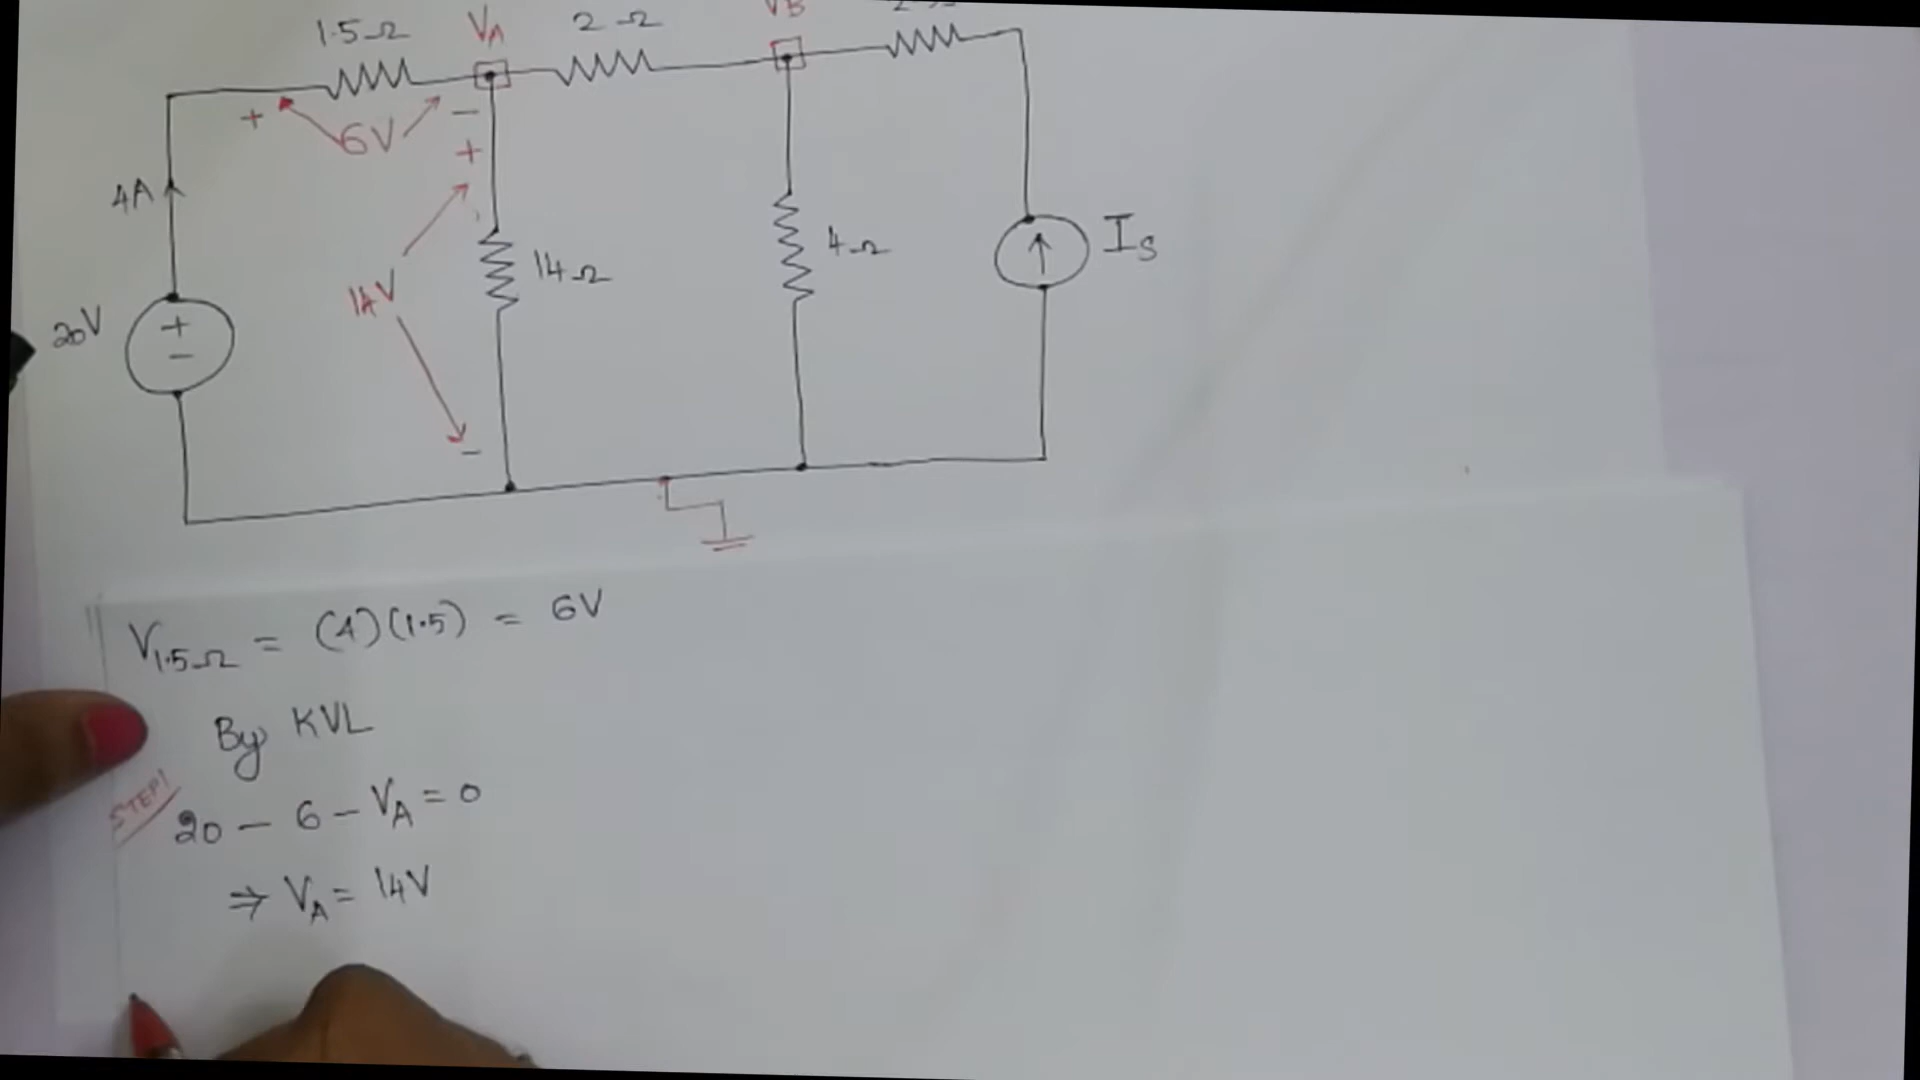 1.5Ω VA 2Ω VB
+ 6V -
+
4A
14V 14Ω 4Ω IS
20V + -
-
V1.5Ω = (4)(1.5) = 6V
By KVL
STEP1
20 - 6 - VA = 0
⇒ VA = 14V